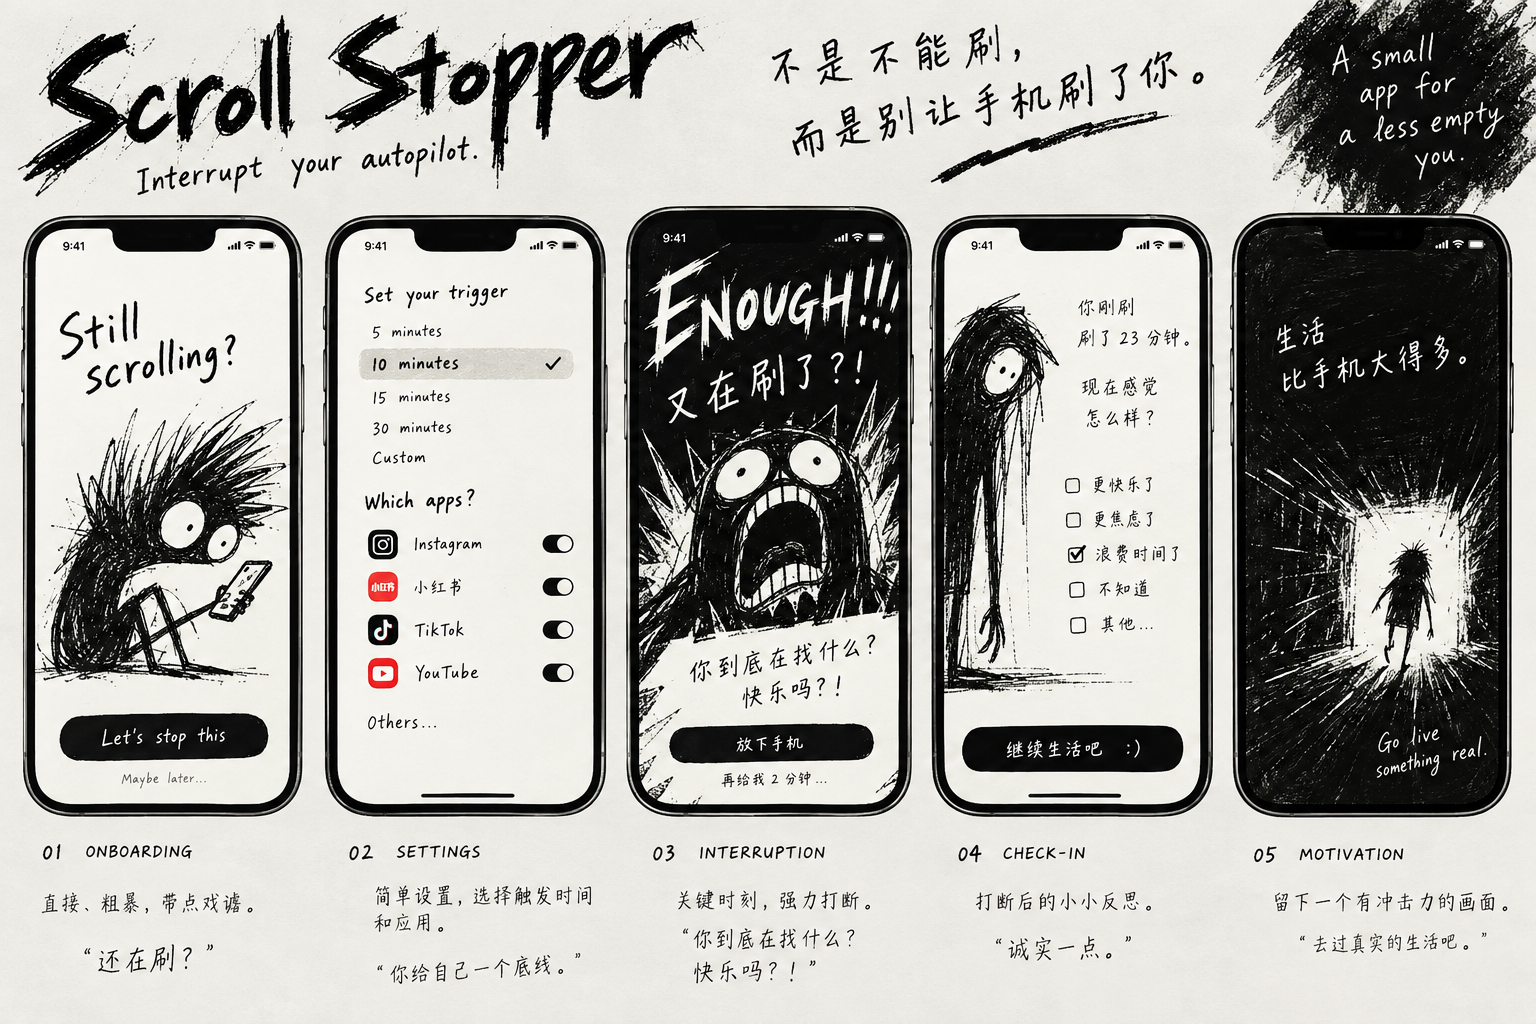 Scroll Stopper
Interrupt your autopilot.
不是不能刷，
而是别让手机刷了你。
A small
app for
a less empty
you.
9:41
Still
scrolling?
Let's stop this
Maybe later...
01 ONBOARDING
直接、粗暴，带点戏谑。
“还在刷？”
9:41
Set your trigger
5 minutes
10 minutes
15 minutes
30 minutes
Custom
Which apps?
Instagram
小红书
小红书
TikTok
YouTube
Others...
02 SETTINGS
简单设置，选择触发时间
和应用。
“你给自己一个底线。”
9:41
ENOUGH!!!
又在刷了？！
你到底在找什么？
快乐吗？！
放下手机
再给我 2 分钟...
03 INTERRUPTION
关键时刻，强力打断。
“你到底在找什么？
快乐吗？！”
9:41
你刚刷
刷了 23 分钟。
现在感觉
怎么样？
更快乐了
更焦虑了
浪费时间了
不知道
其他...
继续生活吧 :)
04 CHECK-IN
打断后的小小反思。
“诚实一点。”
生活
比手机大得多。
Go live
something real.
05 MOTIVATION
留下一个有冲击力的画面。
“去过真实的生活吧。”